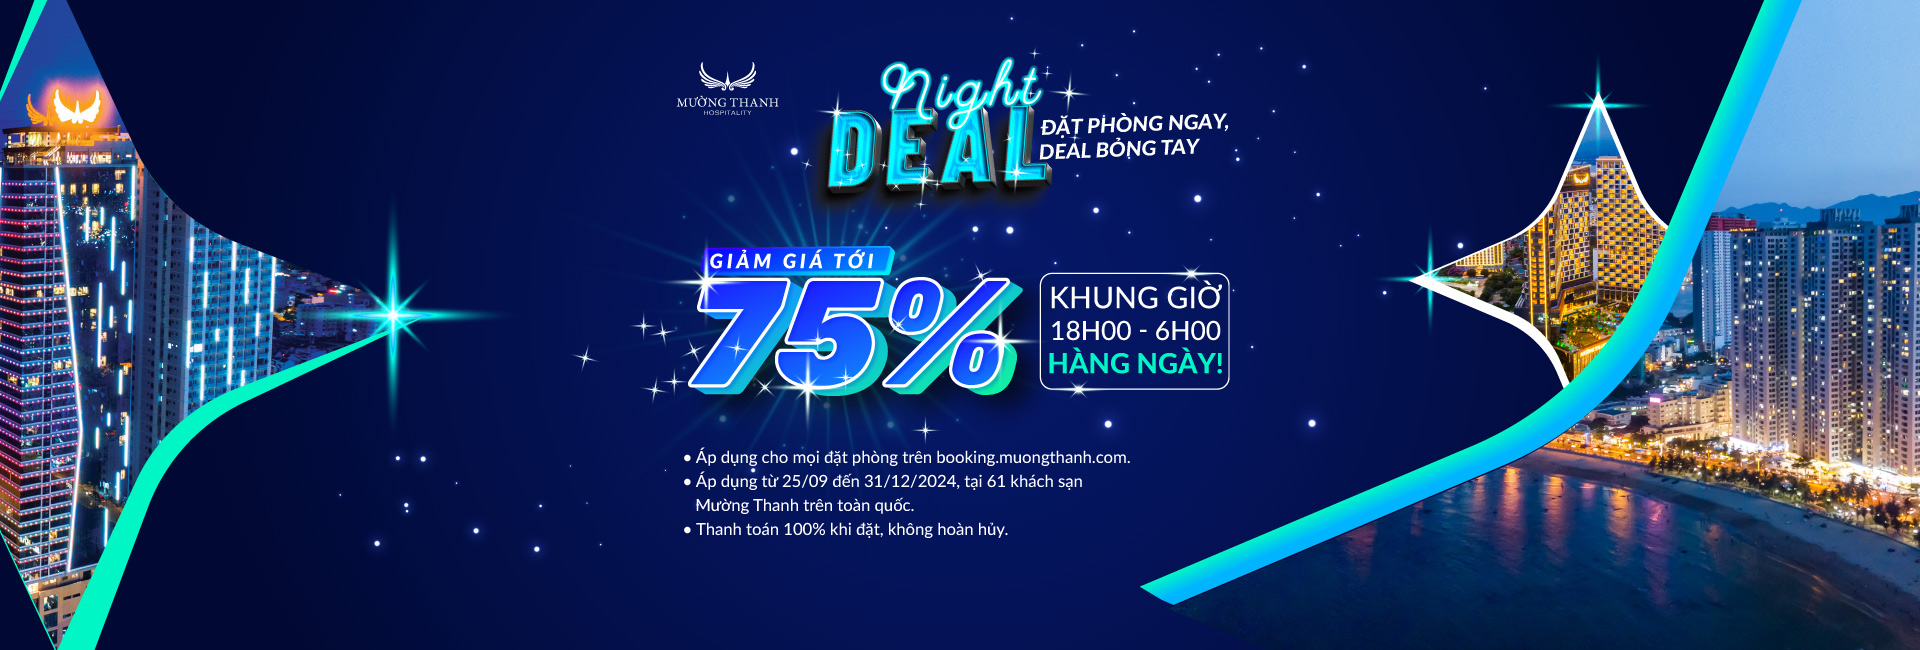 MƯỜNG THANH
HOSPITALITY
Night
DEAL
ĐẶT PHÒNG NGAY,
DEAL BỎNG TAY
GIẢM GIÁ TỚI
75%
KHUNG GIỜ
18H00 - 6H00
HÀNG NGÀY!
• Áp dụng cho mọi đặt phòng trên booking.muongthanh.com.
• Áp dụng từ 25/09 đến 31/12/2024, tại 61 khách sạn
Mường Thanh trên toàn quốc.
• Thanh toán 100% khi đặt, không hoàn hủy.